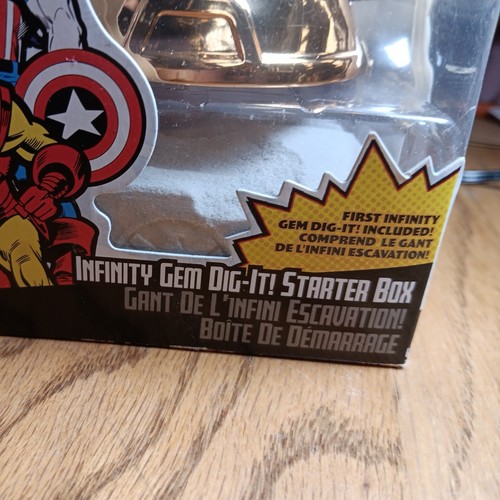 FIRST INFINITY
GEM DIG-IT! INCLUDED!
COMPREND LE GANT
DE L'INFINI ESCAVATION!
INFINITY GEM DIG-IT! STARTER BOX
GANT DE L'INFINI ESCAVATION!
BOÎTE DE DÉMARRAGE